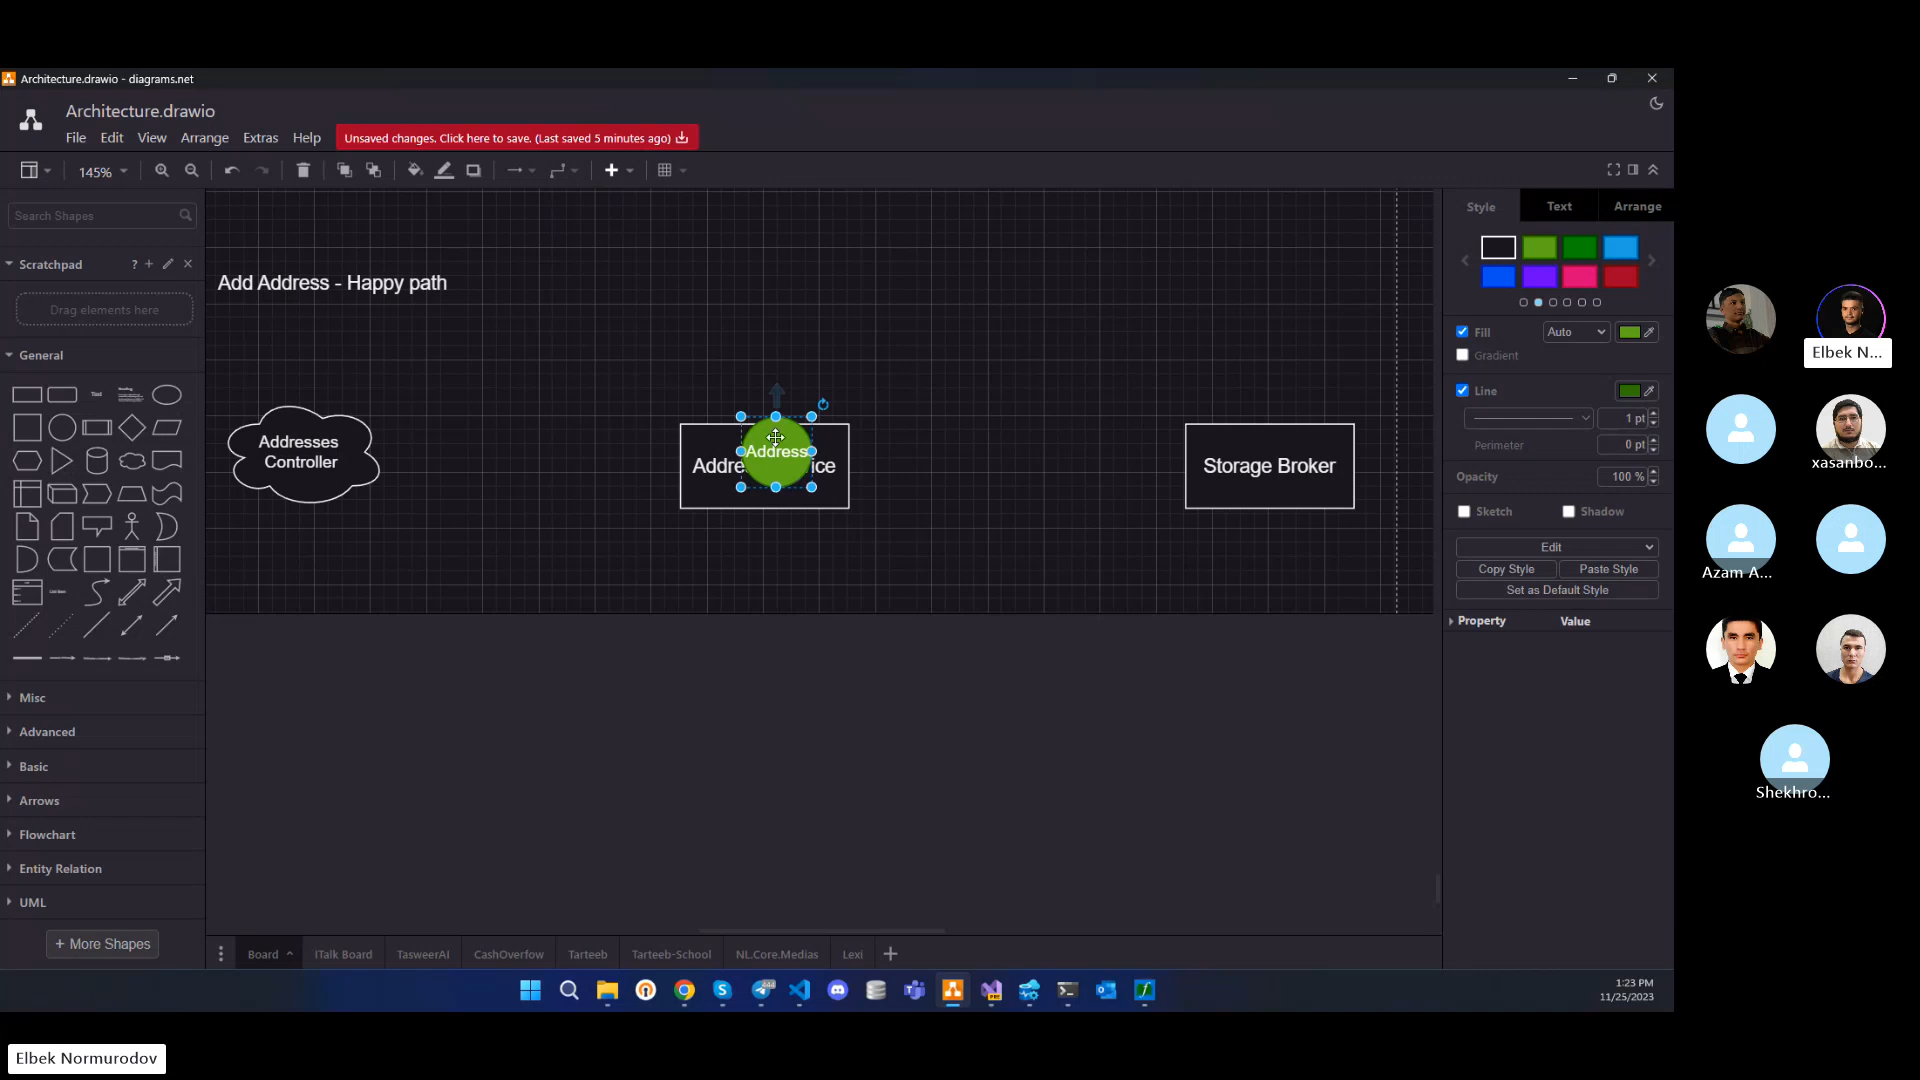 Architecture.drawio - diagrams.net
Architecture.drawio
File Edit View Arrange Extras Help
Unsaved changes. Click here to save. (Last saved 5 minutes ago)
145%
Search Shapes
Scratchpad
?
Drag elements here
General
Text
Misc
Advanced
Basic
Arrows
Flowchart
Entity Relation
UML
+ More Shapes
Add Address - Happy path
Addresses
Controller
Address
Addre ice
Storage Broker
Style Text Arrange
Fill Auto
Gradient
Line
1 pt
Perimeter 0 pt
Opacity 100 %
Sketch Shadow
Edit
Copy Style Paste Style
Set as Default Style
Property Value
Board iTalk Board TasweerAI CashOverfow Tarteeb Tarteeb-School NL.Core.Medias Lexi
444
PRE
1:23 PM
11/25/2023
Elbek N...
xasanbo...
Azam A...
Shekhro...
Elbek Normurodov